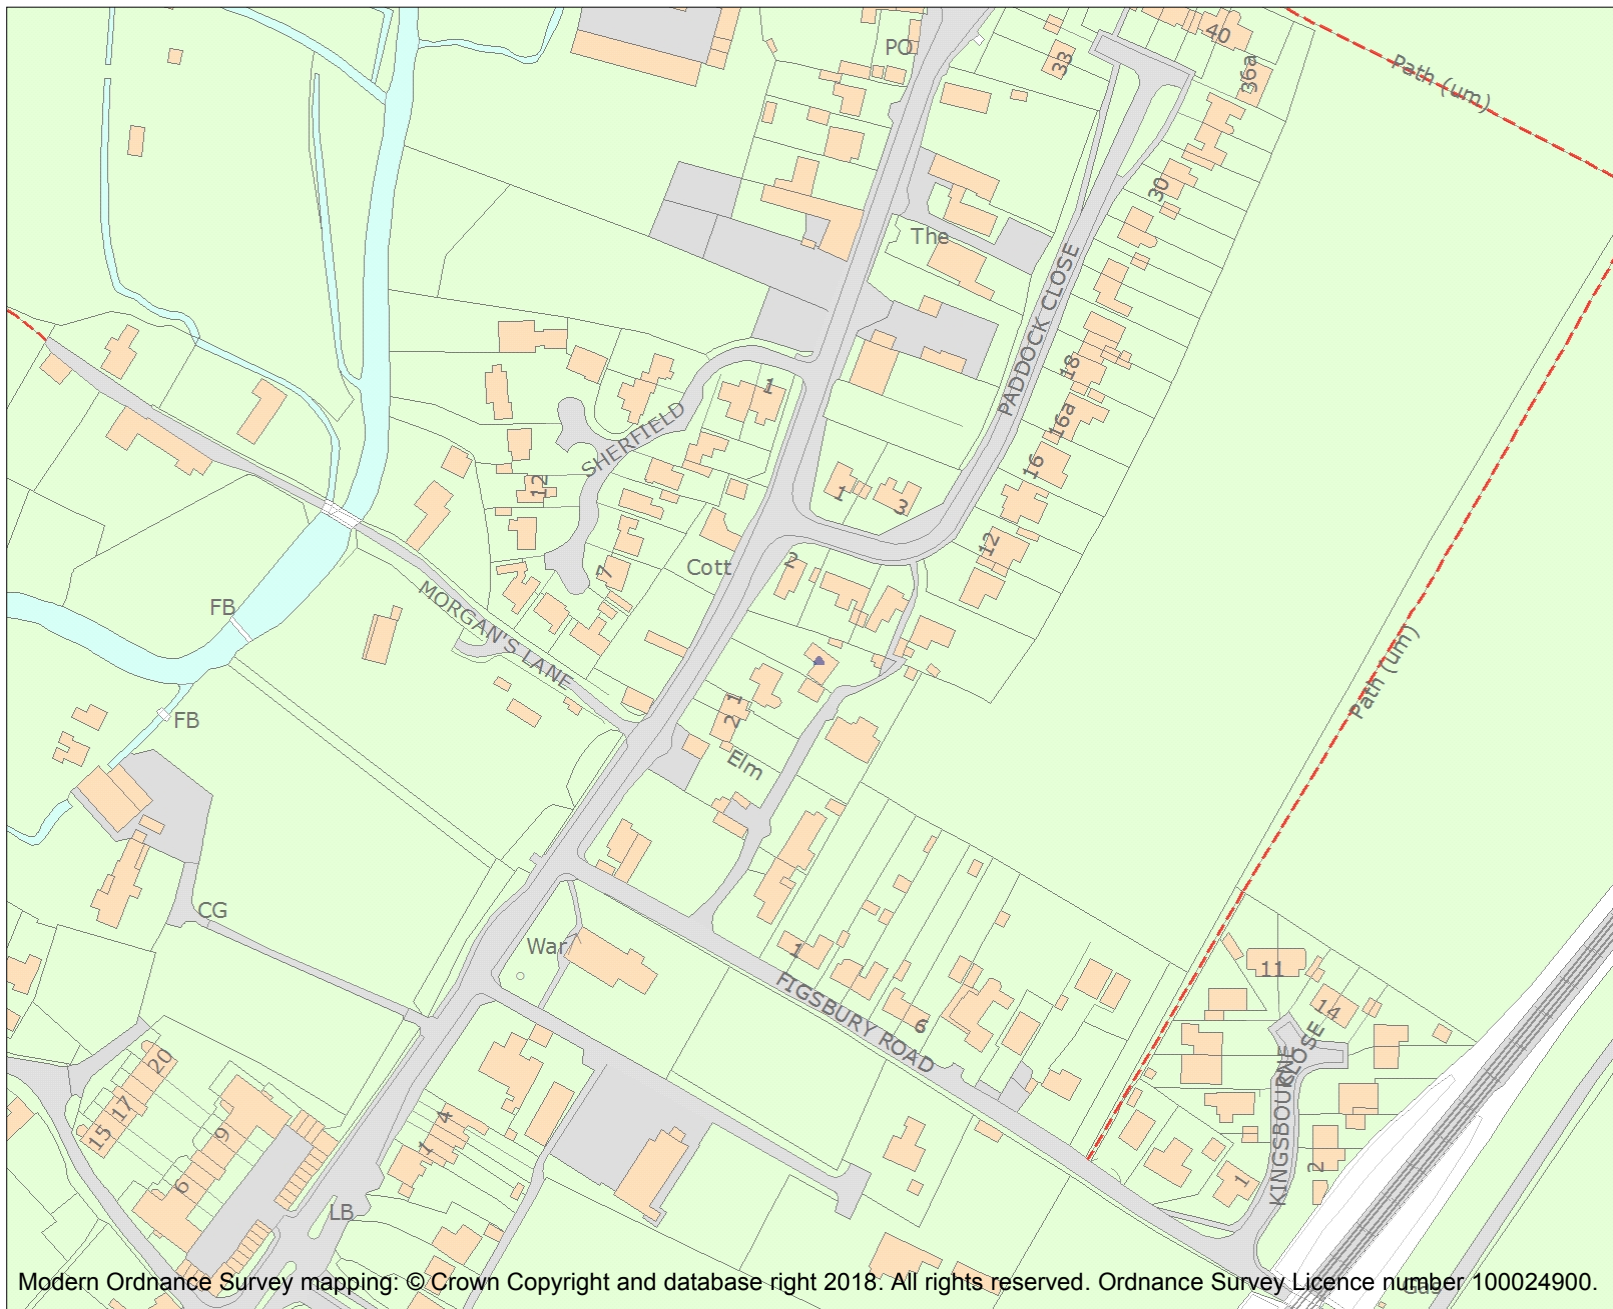 40
PO
33
36a
Path (um)
30
The
PADDOCK CLOSE
18
1
SHERFIELD
16a
16
12
1
3
12
2
Cott
7
MORGAN'S LANE
FB
Path (um)
FB
1
2
Elm
CG
War
1
FIGSBURY ROAD
6
11
14
KINGSBOURNE
CLOSE
20
17
15
9
6
4
1
2
1
LB
Gas
Modern Ordnance Survey mapping: © Crown Copyright and database right 2018. All rights reserved. Ordnance Survey Licence number 100024900.